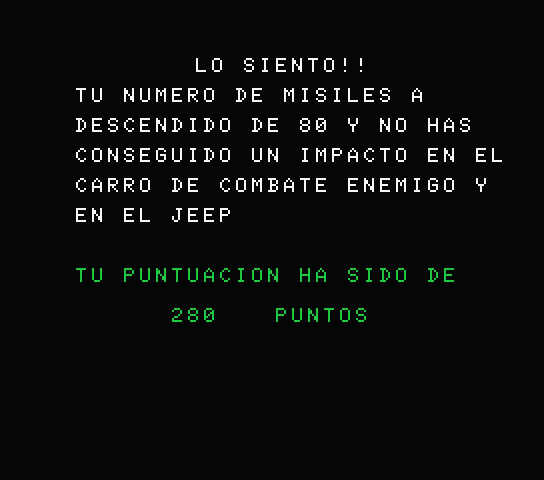 LO SIENTO!!
TU NUMERO DE MISILES A
DESCENDIDO DE 80 Y NO HAS
CONSEGUIDO UN IMPACTO EN EL
CARRO DE COMBATE ENEMIGO Y
EN EL JEEP
TU PUNTUACION HA SIDO DE
280 PUNTOS